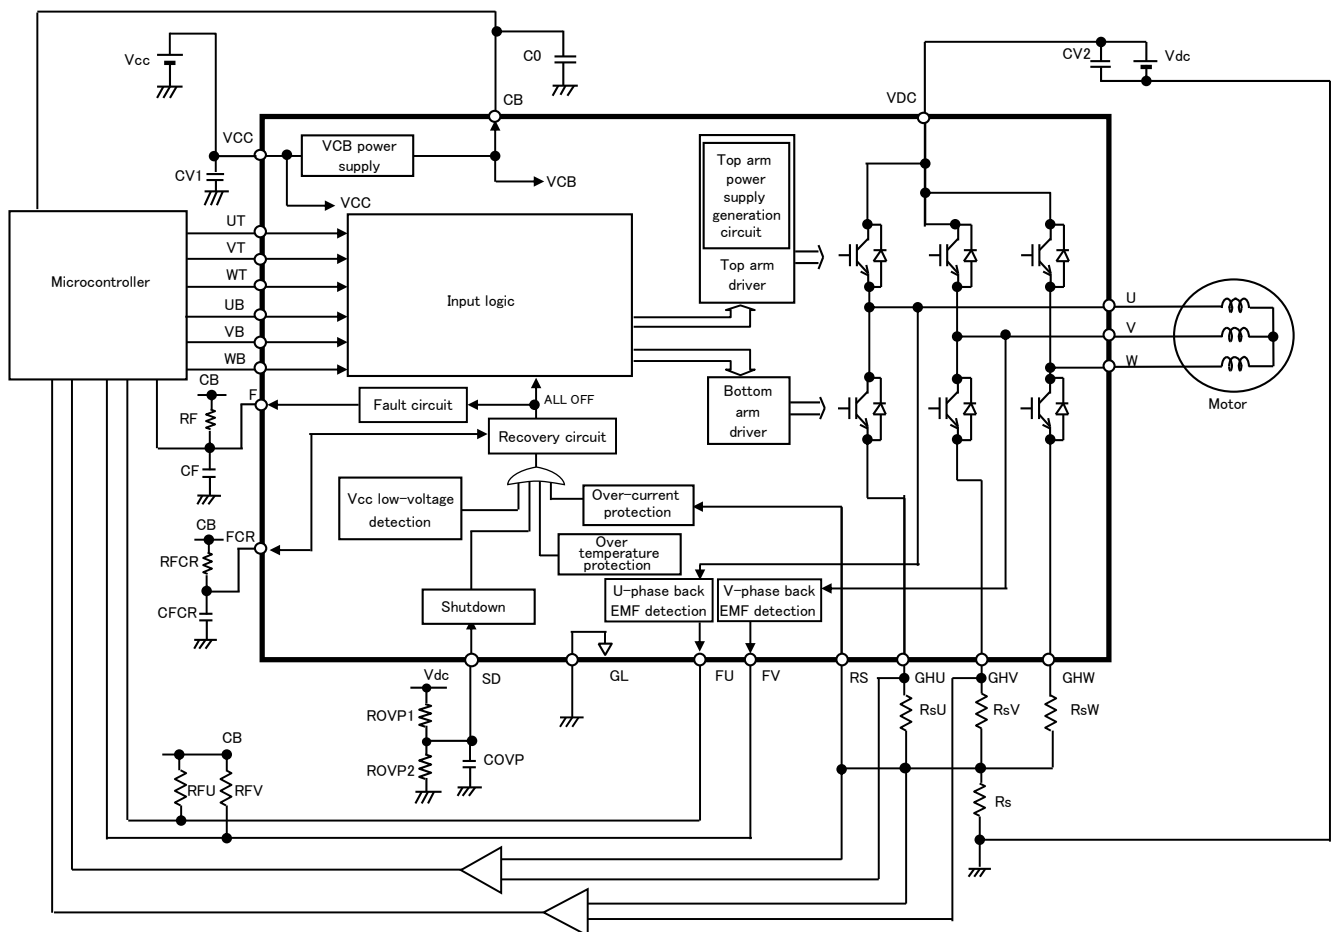 Vcc
C0
CB
CV2
Vdc
VDC
VCC
CV1
VCB power
supply
VCB
VCC
Top arm
power
supply
generation
circuit
Top arm
driver
Microcontroller
UT
VT
WT
UB
VB
WB
Input logic
U
V
W
Motor
CB
F
RF
CF
Fault circuit
ALL OFF
Recovery circuit
Bottom
arm
driver
Vcc low-voltage
detection
Over-current
protection
Over
temperature
protection
CB
FCR
RFCR
CFCR
Shutdown
U-phase back
EMF detection
V-phase back
EMF detection
Vdc
SD
GL
FU
FV
RS
GHU
GHV
GHW
ROVP1
ROVP2
COVP
RsU
RsV
RsW
CB
RFU
RFV
Rs